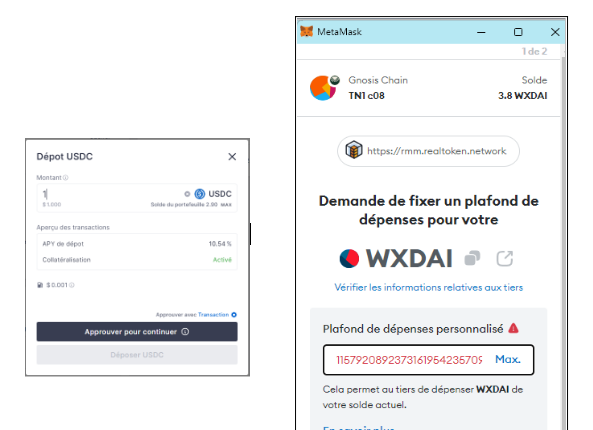 Dépot USDC
Montant
1
USDC
$1.000
Solde du portefeuille 2.90 MAX
Aperçu des transactions
APY de dépot 10.54 %
Collatéralisation Activé
$ 0.001
Approuver avec Transaction
Approuver pour continuer
Déposer USDC
MetaMask
1 de 2
Gnosis Chain
TN1 c08
Solde
3.8 WXDAI
https://rmm.realtoken.network
Demande de fixer un plafond de
dépenses pour votre
WXDAI
Vérifier les informations relatives aux tiers
Plafond de dépenses personnalisé
115792089237316195423570 Max.
Cela permet au tiers de dépenser WXDAI de
votre solde actuel.
En savoir plus